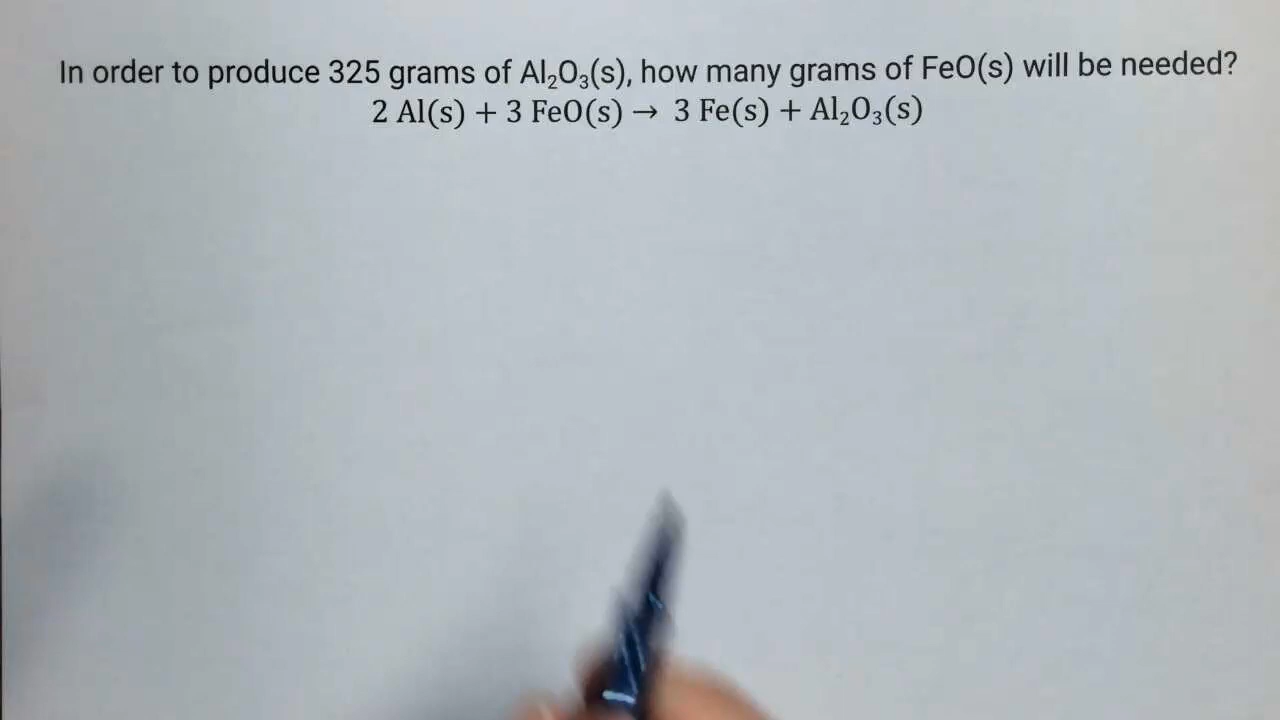 In order to produce 325 grams of Al₂O₃(s), how many grams of FeO(s) will be needed?
2 Al(s) + 3 FeO(s) → 3 Fe(s) + Al₂O₃(s)